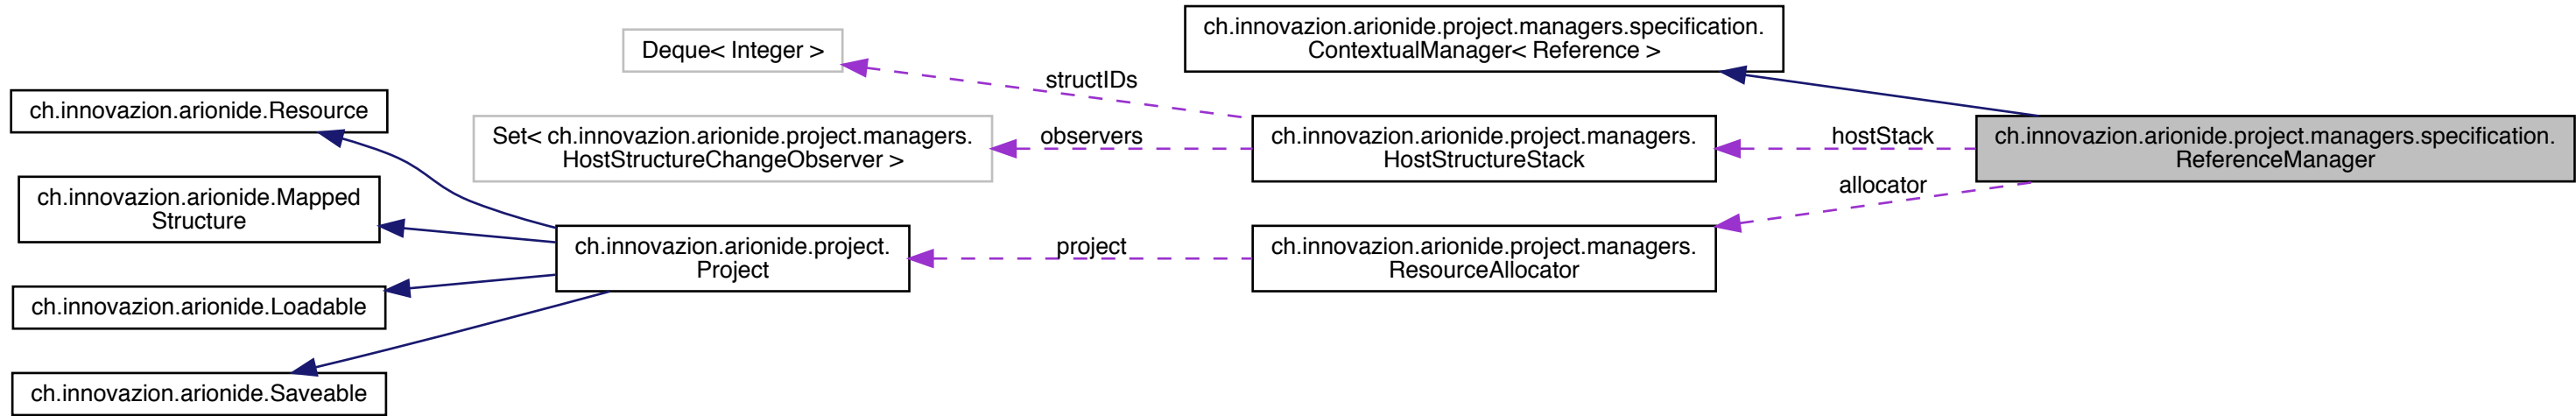 ch.innovazion.arionide.Resource
ch.innovazion.arionide.Mapped
Structure
ch.innovazion.arionide.Loadable
ch.innovazion.arionide.Saveable
Deque< Integer >
Set< ch.innovazion.arionide.project.managers.
HostStructureChangeObserver >
ch.innovazion.arionide.project.
Project
structIDs
observers
project
ch.innovazion.arionide.project.managers.specification.
ContextualManager< Reference >
ch.innovazion.arionide.project.managers.
HostStructureStack
ch.innovazion.arionide.project.managers.
ResourceAllocator
hostStack
allocator
ch.innovazion.arionide.project.managers.specification.
ReferenceManager